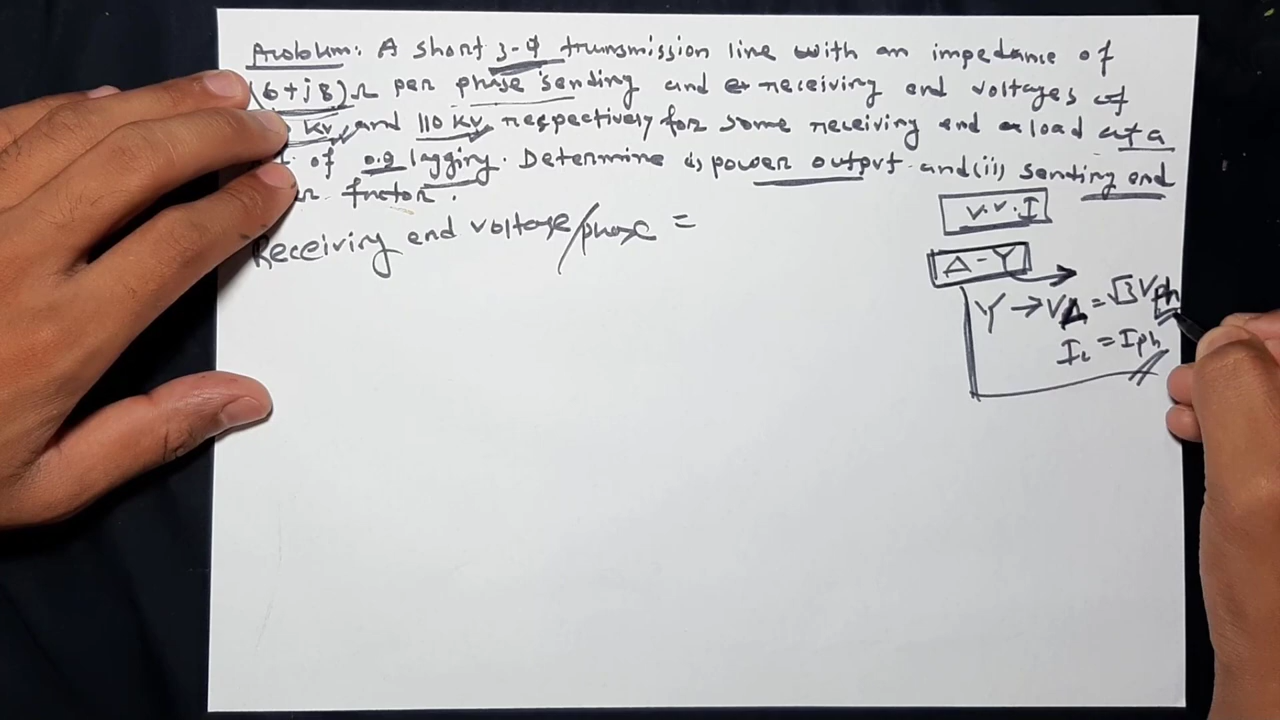 Problem: A short 3-φ transmission line with an impedance of
(6+j8)Ω per phase sending and receiving end voltages of
kv, and 110 kv, respectively for some receiving end load at a
of 0.9 lagging. Determine i) power output and (ii) sending end
factor.
V.V.I
Receiving end voltage/phase =
Δ - Y
Y → V = √3 Vph
IL = Iph